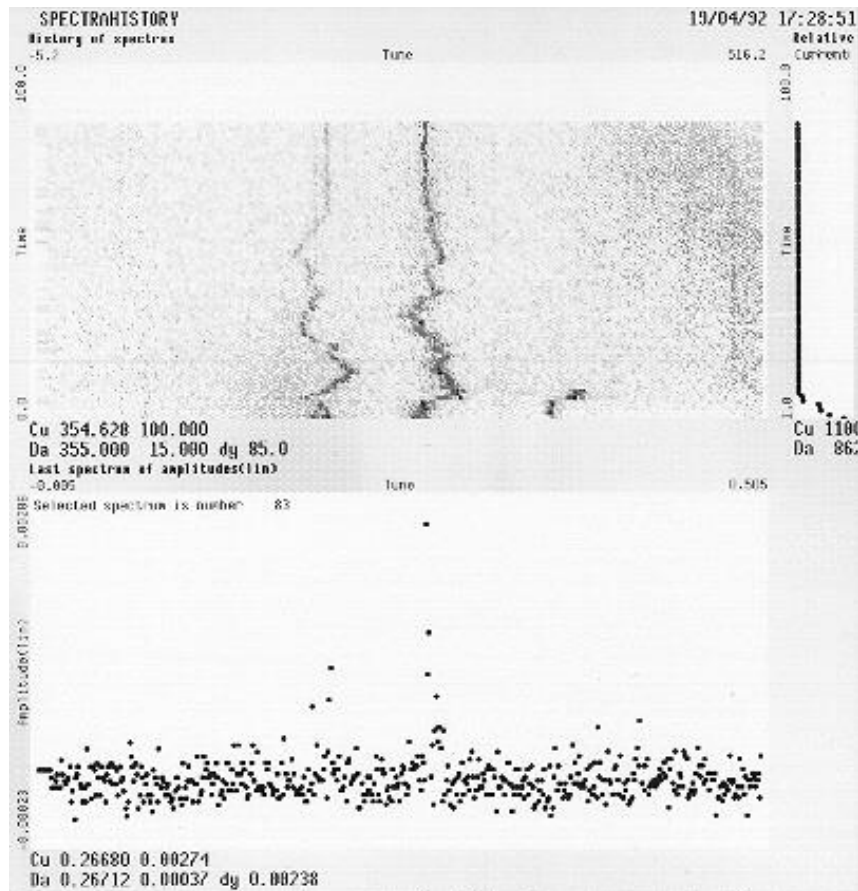 SPECTRAHISTORY 19/04/92 17:28:51
History of spectrum Relative
-5.2 Tune 516.2 Current
100.0 100.0
Time Time
0.0 1.0
Cu 354.628 100.000 Cu 1100
Da 355.000 15.000 dy 85.0 Da 862
Last spectrum of amplitudes(lin)
-0.005 Tune 0.505
Selected spectrum is number 83
0.00286
Amplitude(lin)
-0.00023
Cu 0.26680 0.00274
Da 0.26712 0.00037 dy 0.00238